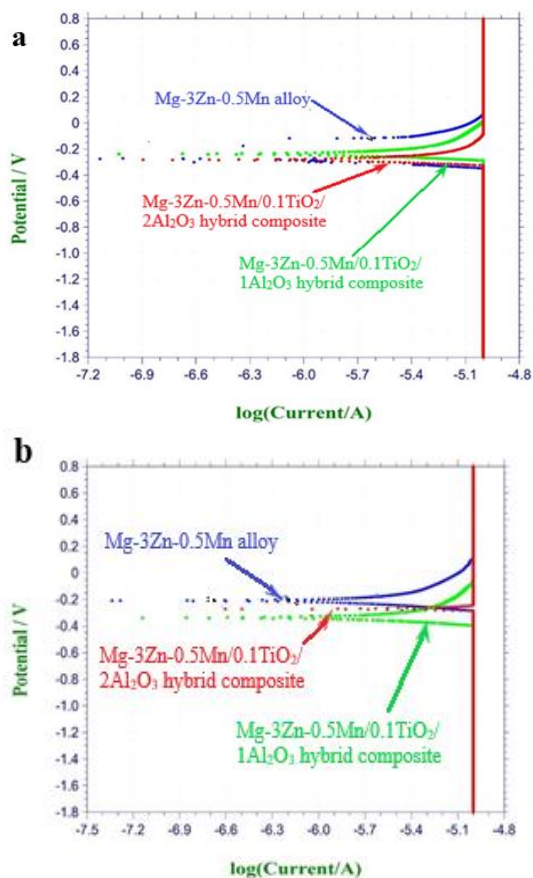 a
0.8
0.6
0.4
0.2
0
-0.2
-0.4
-0.6
-0.8
-1.0
-1.2
-1.4
-1.6
-1.8
Potential / V
Mg-3Zn-0.5Mn alloy
Mg-3Zn-0.5Mn/0.1TiO₂/
2Al₂O₃ hybrid composite
Mg-3Zn-0.5Mn/0.1TiO₂/
1Al₂O₃ hybrid composite
-7.2 -6.9 -6.6 -6.3 -6.0 -5.7 -5.4 -5.1 -4.8
log(Current/A)
b
0.8
0.6
0.4
0.2
0
-0.2
-0.4
-0.6
-0.8
-1.0
-1.2
-1.4
-1.6
-1.8
Potential / V
Mg-3Zn-0.5Mn alloy
Mg-3Zn-0.5Mn/0.1TiO₂/
2Al₂O₃ hybrid composite
Mg-3Zn-0.5Mn/0.1TiO₂/
1Al₂O₃ hybrid composite
-7.5 -7.2 -6.9 -6.6 -6.3 -6.0 -5.7 -5.4 -5.1 -4.8
log(Current/A)